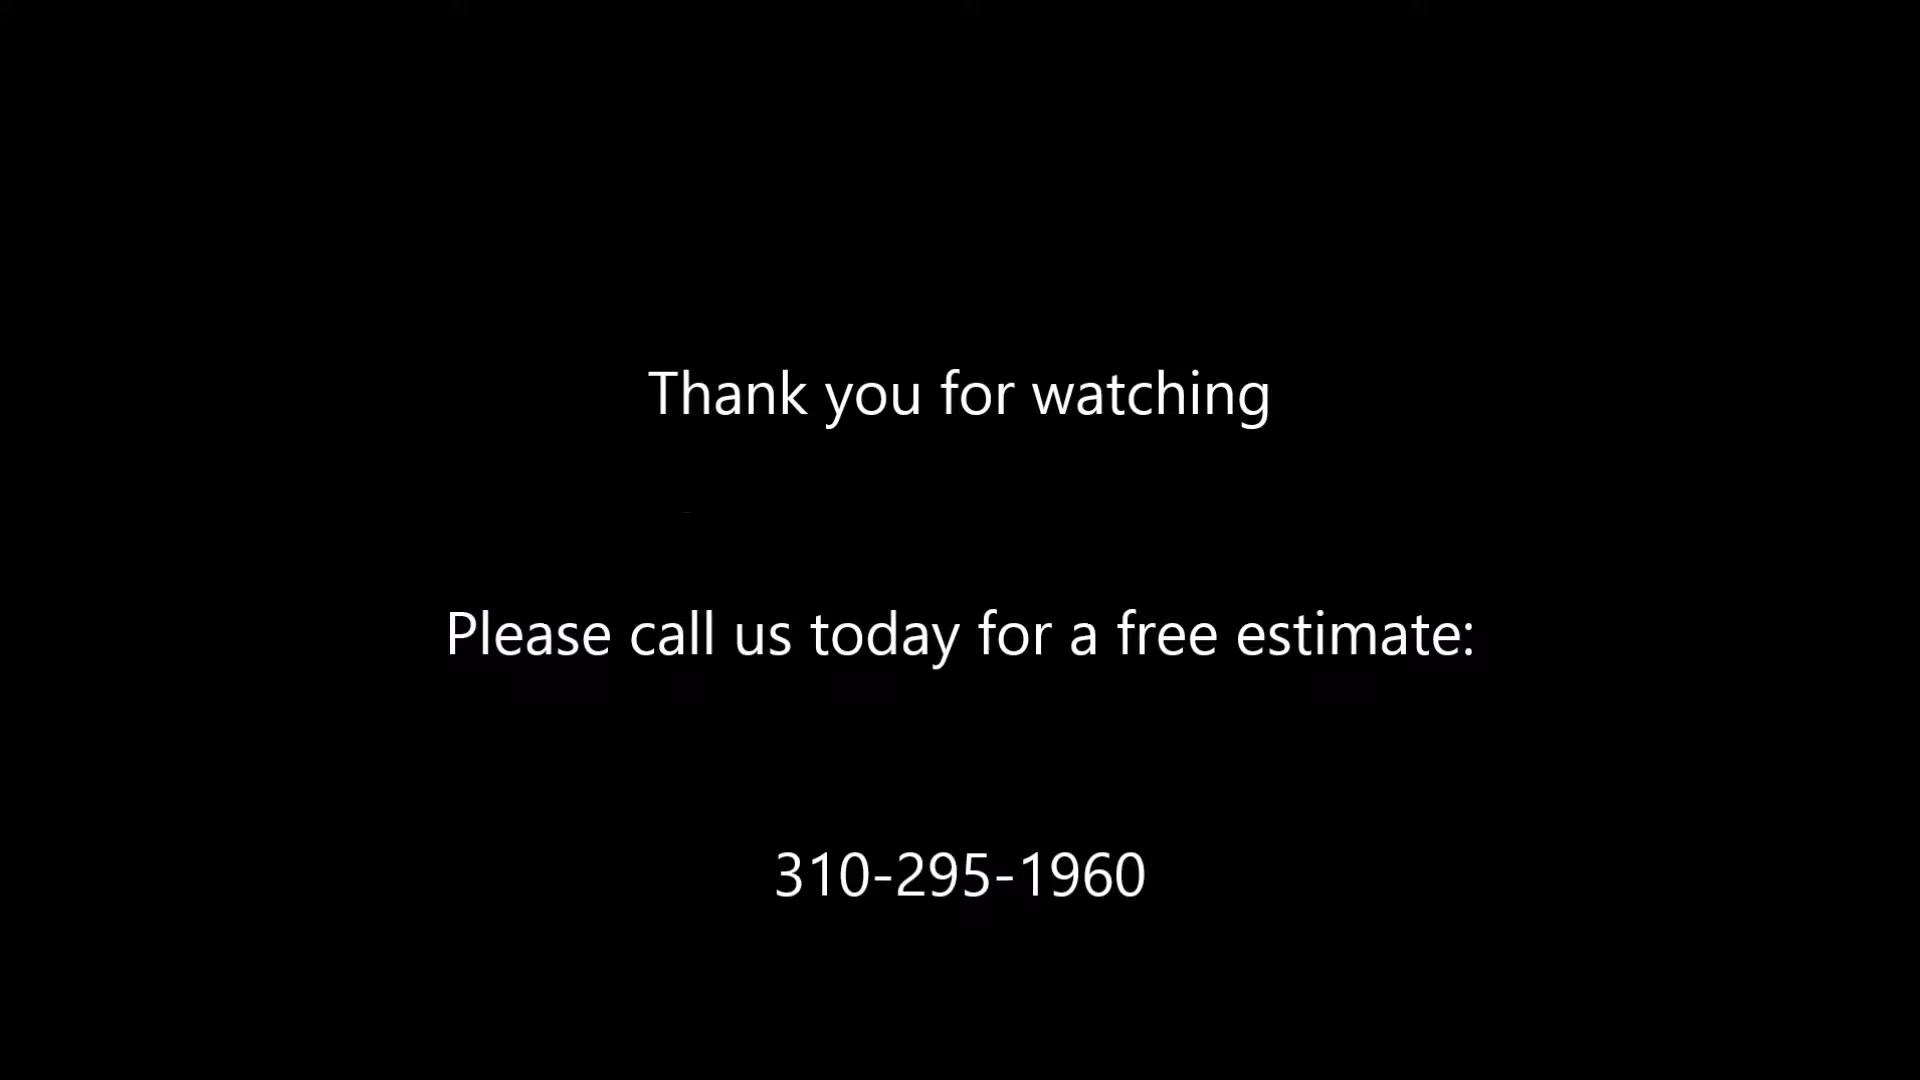 Thank you for watching
Please call us today for a free estimate:
310-295-1960